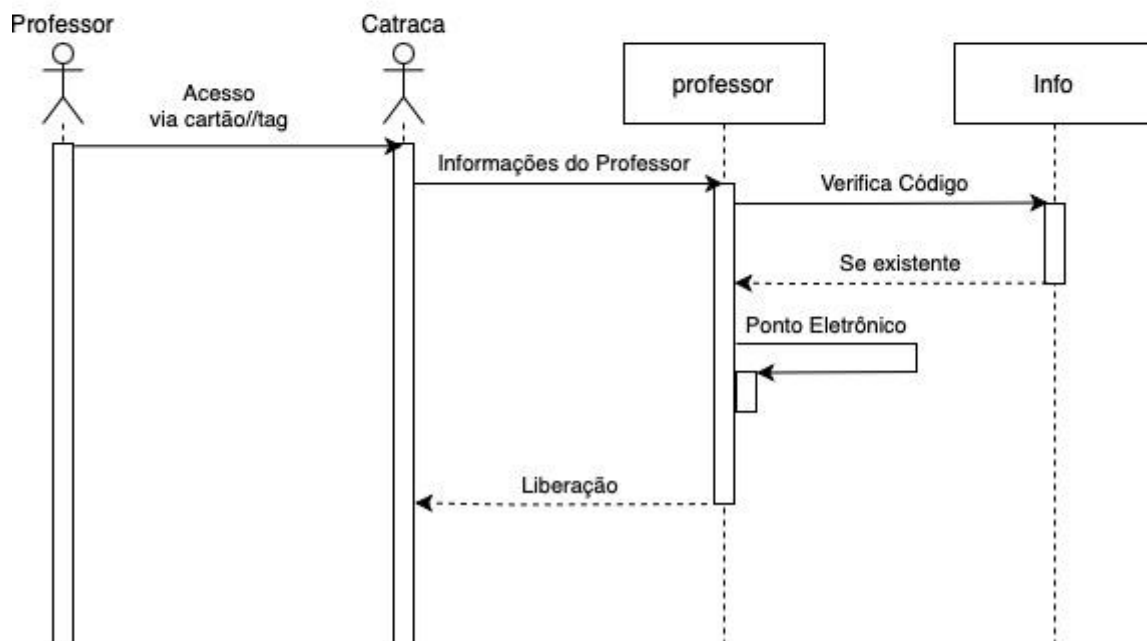 Professor
Catraca
professor
Info
Acesso
via cartão//tag
Informações do Professor
Verifica Código
Se existente
Ponto Eletrônico
Liberação